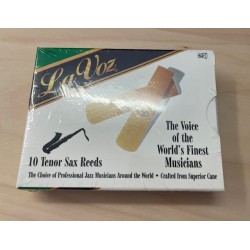 La Voz
The Voice
of the
World's Finest
Musicians
10 Tenor Sax Reeds
The Choice of Professional Jazz Musicians Around the World • Crafted from Superior Cane